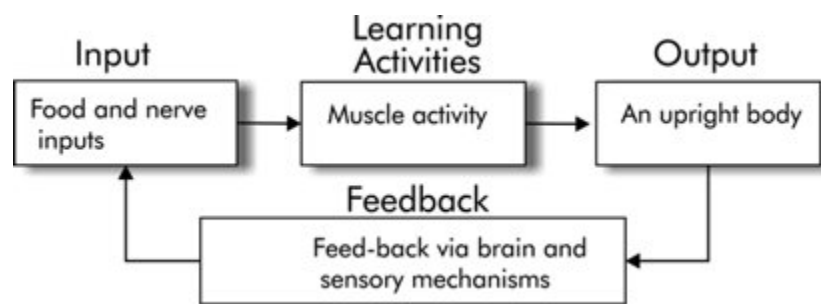 Input
Learning
Activities
Output
Food and nerve
inputs
Muscle activity
An upright body
Feedback
Feed-back via brain and
sensory mechanisms